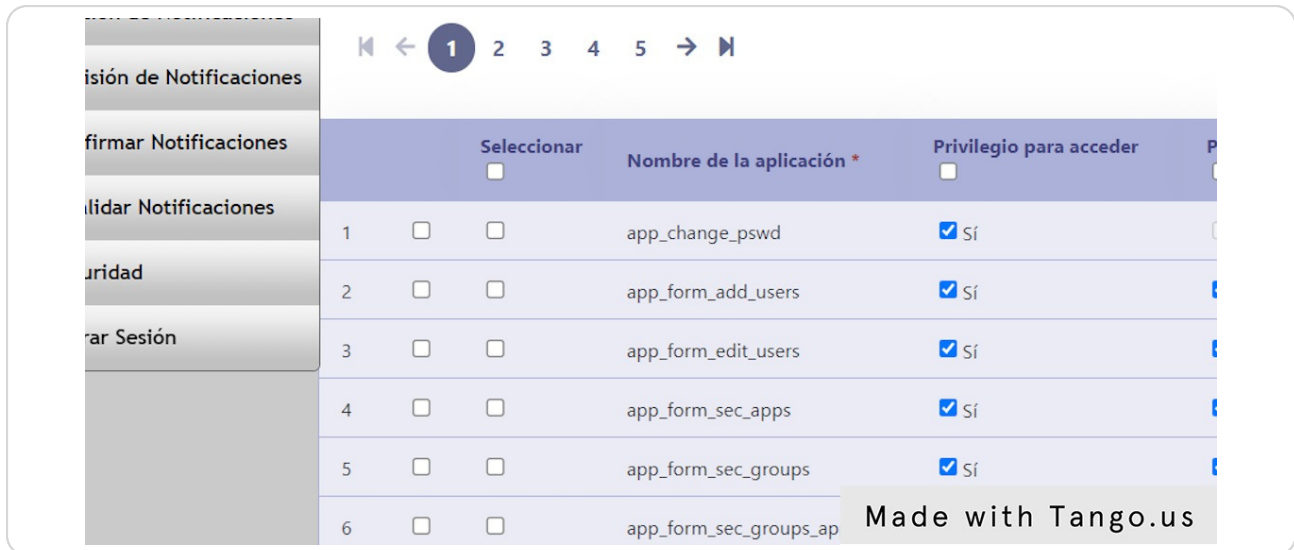 1 2 3 4 5
isión de Notificaciones
firmar Notificaciones
lidar Notificaciones
uridad
rar Sesión
Seleccionar Nombre de la aplicación * Privilegio para acceder P
1 app_change_pswd Sí
2 app_form_add_users Sí
3 app_form_edit_users Sí
4 app_form_sec_apps Sí
5 app_form_sec_groups Sí
6 app_form_sec_groups_ap
Made with Tango.us